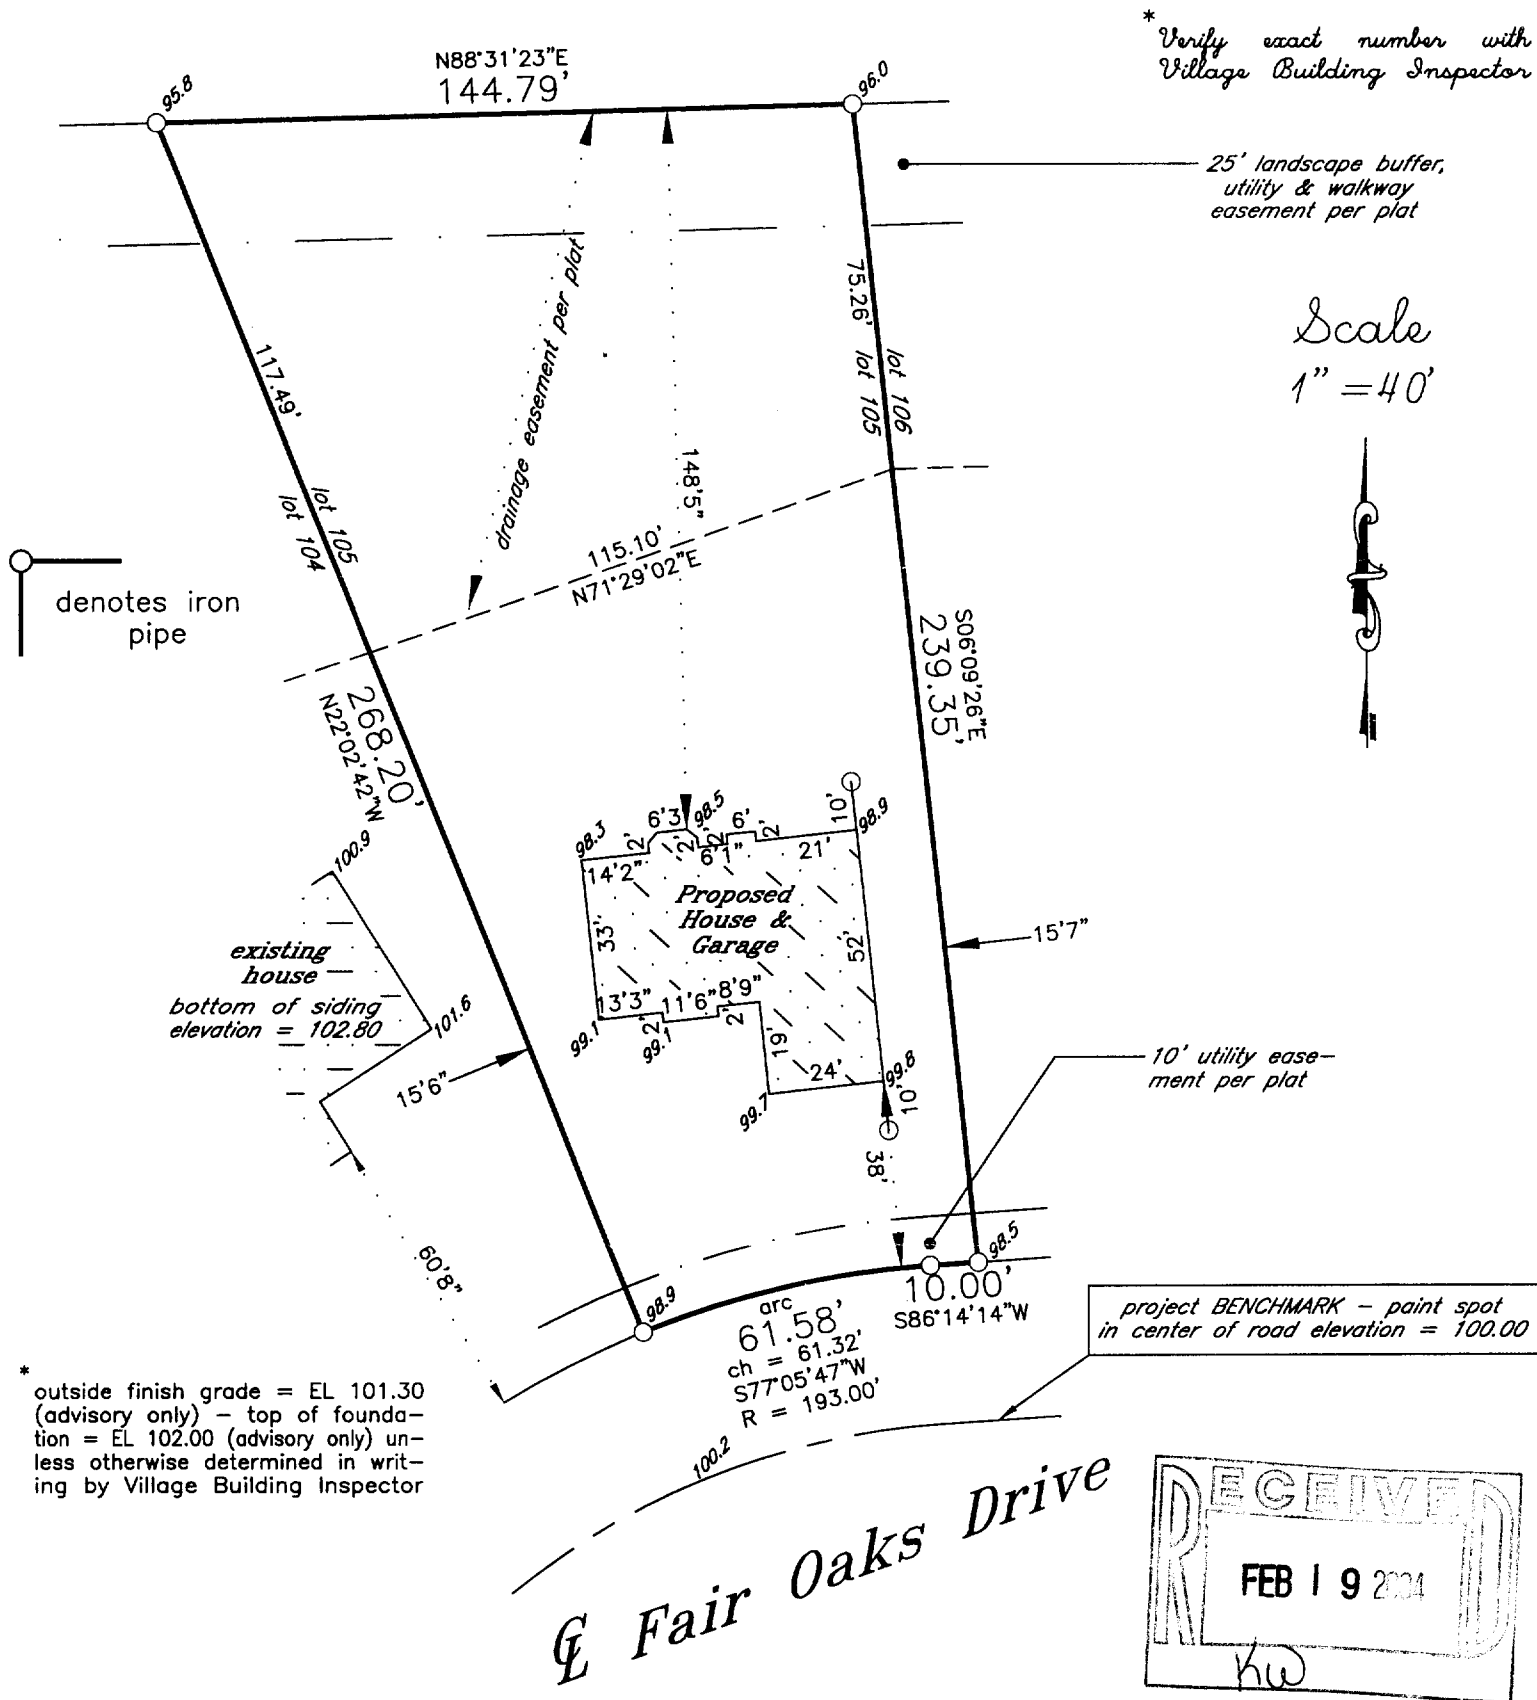 *
Verify exact number with
Village Building Inspector
N88°31'23"E
144.79'
95.8
96.0
25' landscape buffer,
utility & walkway
easement per plat
drainage easement per plat
75.26'
lot 106
lot 105
Scale
1" = 40'
117.49'
lot 105
lot 104
148'5"
115.10'
N71°29'02"E
denotes iron
pipe
S06°09'26"E
239.35'
268.20'
N22°02'42"W
98.3
6'3
98.5
6'
10'
98.9
2'
2'
2'
2'
14'2"
6'1"
21'
Proposed
House &
Garage
33'
52'
15'7"
100.9
existing
house
bottom of siding
elevation = 102.80
101.6
13'3"
11'6"
8'9"
2'
2'
99.1
99.1
19'
24'
99.8
99.7
10'
15'6"
38'
10' utility ease-
ment per plat
60'8"
98.9
98.5
10.00'
S86°14'14"W
arc
61.58'
ch = 61.32'
S77°05'47"W
R = 193.00'
project BENCHMARK - paint spot
in center of road elevation = 100.00
*
outside finish grade = EL 101.30
(advisory only) - top of founda-
tion = EL 102.00 (advisory only) un-
less otherwise determined in writ-
ing by Village Building Inspector
100.2
℄ Fair Oaks Drive
RECEIVED
FEB 19 2004
KW